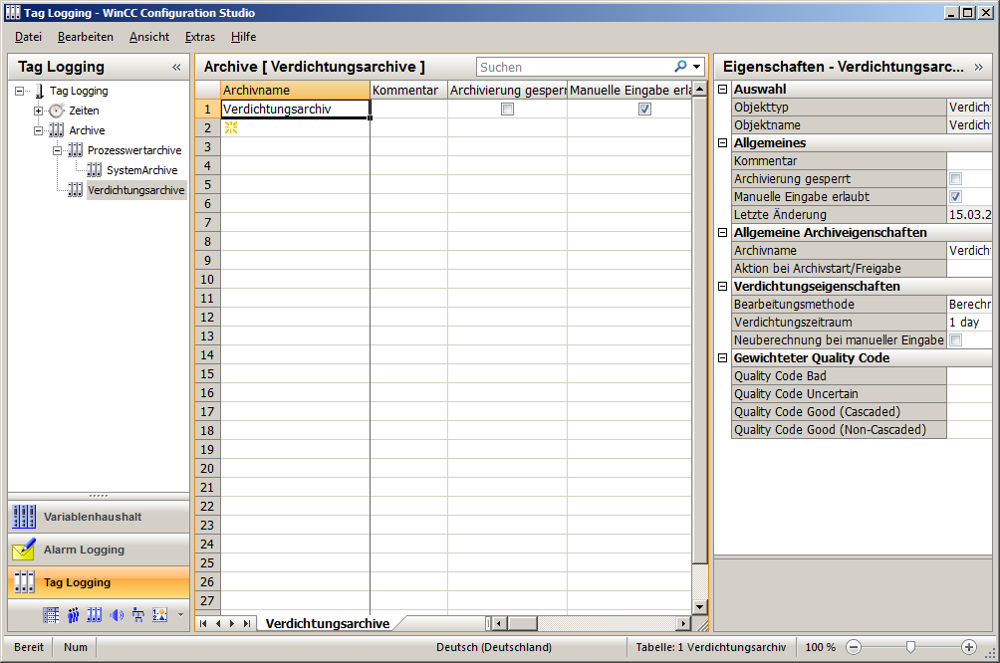 Tag Logging - WinCC Configuration Studio
Datei Bearbeiten Ansicht Extras Hilfe
Tag Logging «
Tag Logging
Zeiten
Archive
Prozesswertarchive
SystemArchive
Verdichtungsarchive
Variablenhaushalt
Alarm Logging
Tag Logging
Archive [ Verdichtungsarchive ] Suchen
Archivname Kommentar Archivierung gesperr Manuelle Eingabe erla
1 Verdichtungsarchiv
2
3
4
5
6
7
8
9
10
11
12
13
14
15
16
17
18
19
20
21
22
23
24
25
26
27
Verdichtungsarchive
Eigenschaften - Verdichtungsarc... »
Auswahl
Objekttyp Verdich
Objektname Verdich
Allgemeines
Kommentar
Archivierung gesperrt
Manuelle Eingabe erlaubt
Letzte Änderung 15.03.2
Allgemeine Archiveigenschaften
Archivname Verdich
Aktion bei Archivstart/Freigabe
Verdichtungseigenschaften
Bearbeitungsmethode Berechn
Verdichtungszeitraum 1 day
Neuberechnung bei manueller Eingabe
Gewichteter Quality Code
Quality Code Bad
Quality Code Uncertain
Quality Code Good (Cascaded)
Quality Code Good (Non-Cascaded)
Bereit Num Deutsch (Deutschland) Tabelle: 1 Verdichtungsarchiv 100 %